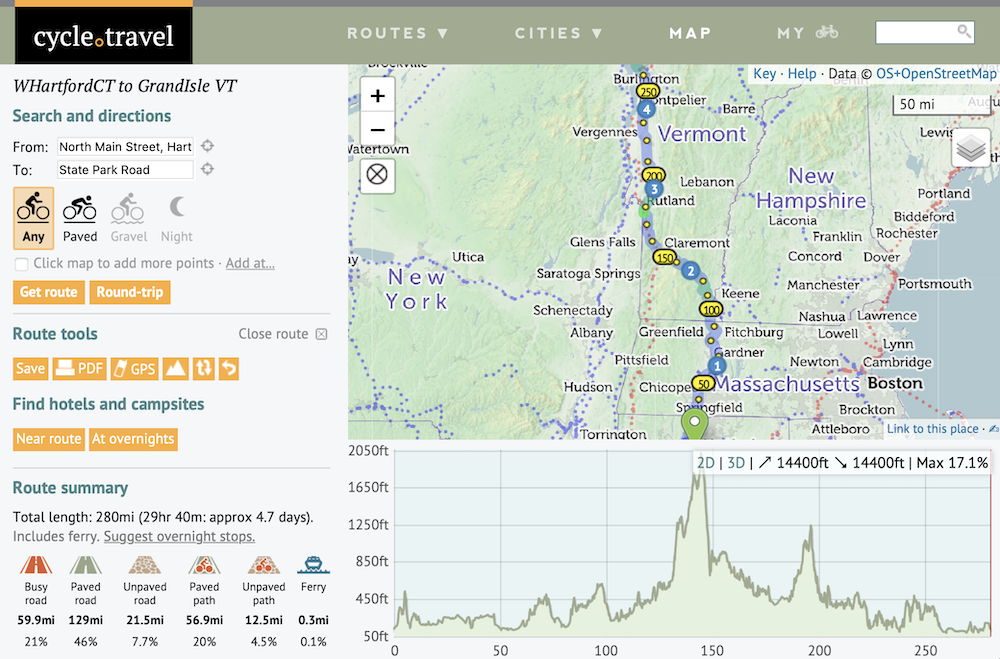 cycle.travel
ROUTES ▼ CITIES ▼ MAP MY
WHartfordCT to GrandIsle VT
Search and directions
From: North Main Street, Hart
To: State Park Road
Any Paved Gravel Night
Click map to add more points · Add at...
Get route Round-trip
Route tools Close route
Save PDF GPS
Find hotels and campsites
Near route At overnights
Route summary
Total length: 280mi (29hr 40m: approx 4.7 days).
Includes ferry. Suggest overnight stops.
Busy road Paved road Unpaved road Paved path Unpaved path Ferry
59.9mi 129mi 21.5mi 56.9mi 12.5mi 0.3mi
21% 46% 7.7% 20% 4.5% 0.1%
Key · Help · Data © OS+OpenStreetMap
+
−
50 mi
Brockville
Burlington
250
Montpelier
4
Barre
Vergennes
Vermont
Watertown
200
3
Lebanon
Rutland
New
Hampshire
Portland
Laconia
Biddeford
Franklin
Rochester
Glens Falls
Claremont
Utica
150
Concord
Dover
New
York
Saratoga Springs
2
Manchester
Portsmouth
Keene
Schenectady
100
Nashua
Lawrence
Albany
Greenfield
Fitchburg
Lowell
Lynn
Gardner
Pittsfield
1
Newton
Cambridge
Hudson
Chicope
50
Massachusetts
Boston
Springfield
Brockton
Torrington
Attleboro
Link to this place ·
2D | 3D | ↗ 14400ft ↘ 14400ft | Max 17.1%
2050ft
1650ft
1250ft
850ft
450ft
50ft
0 50 100 150 200 250